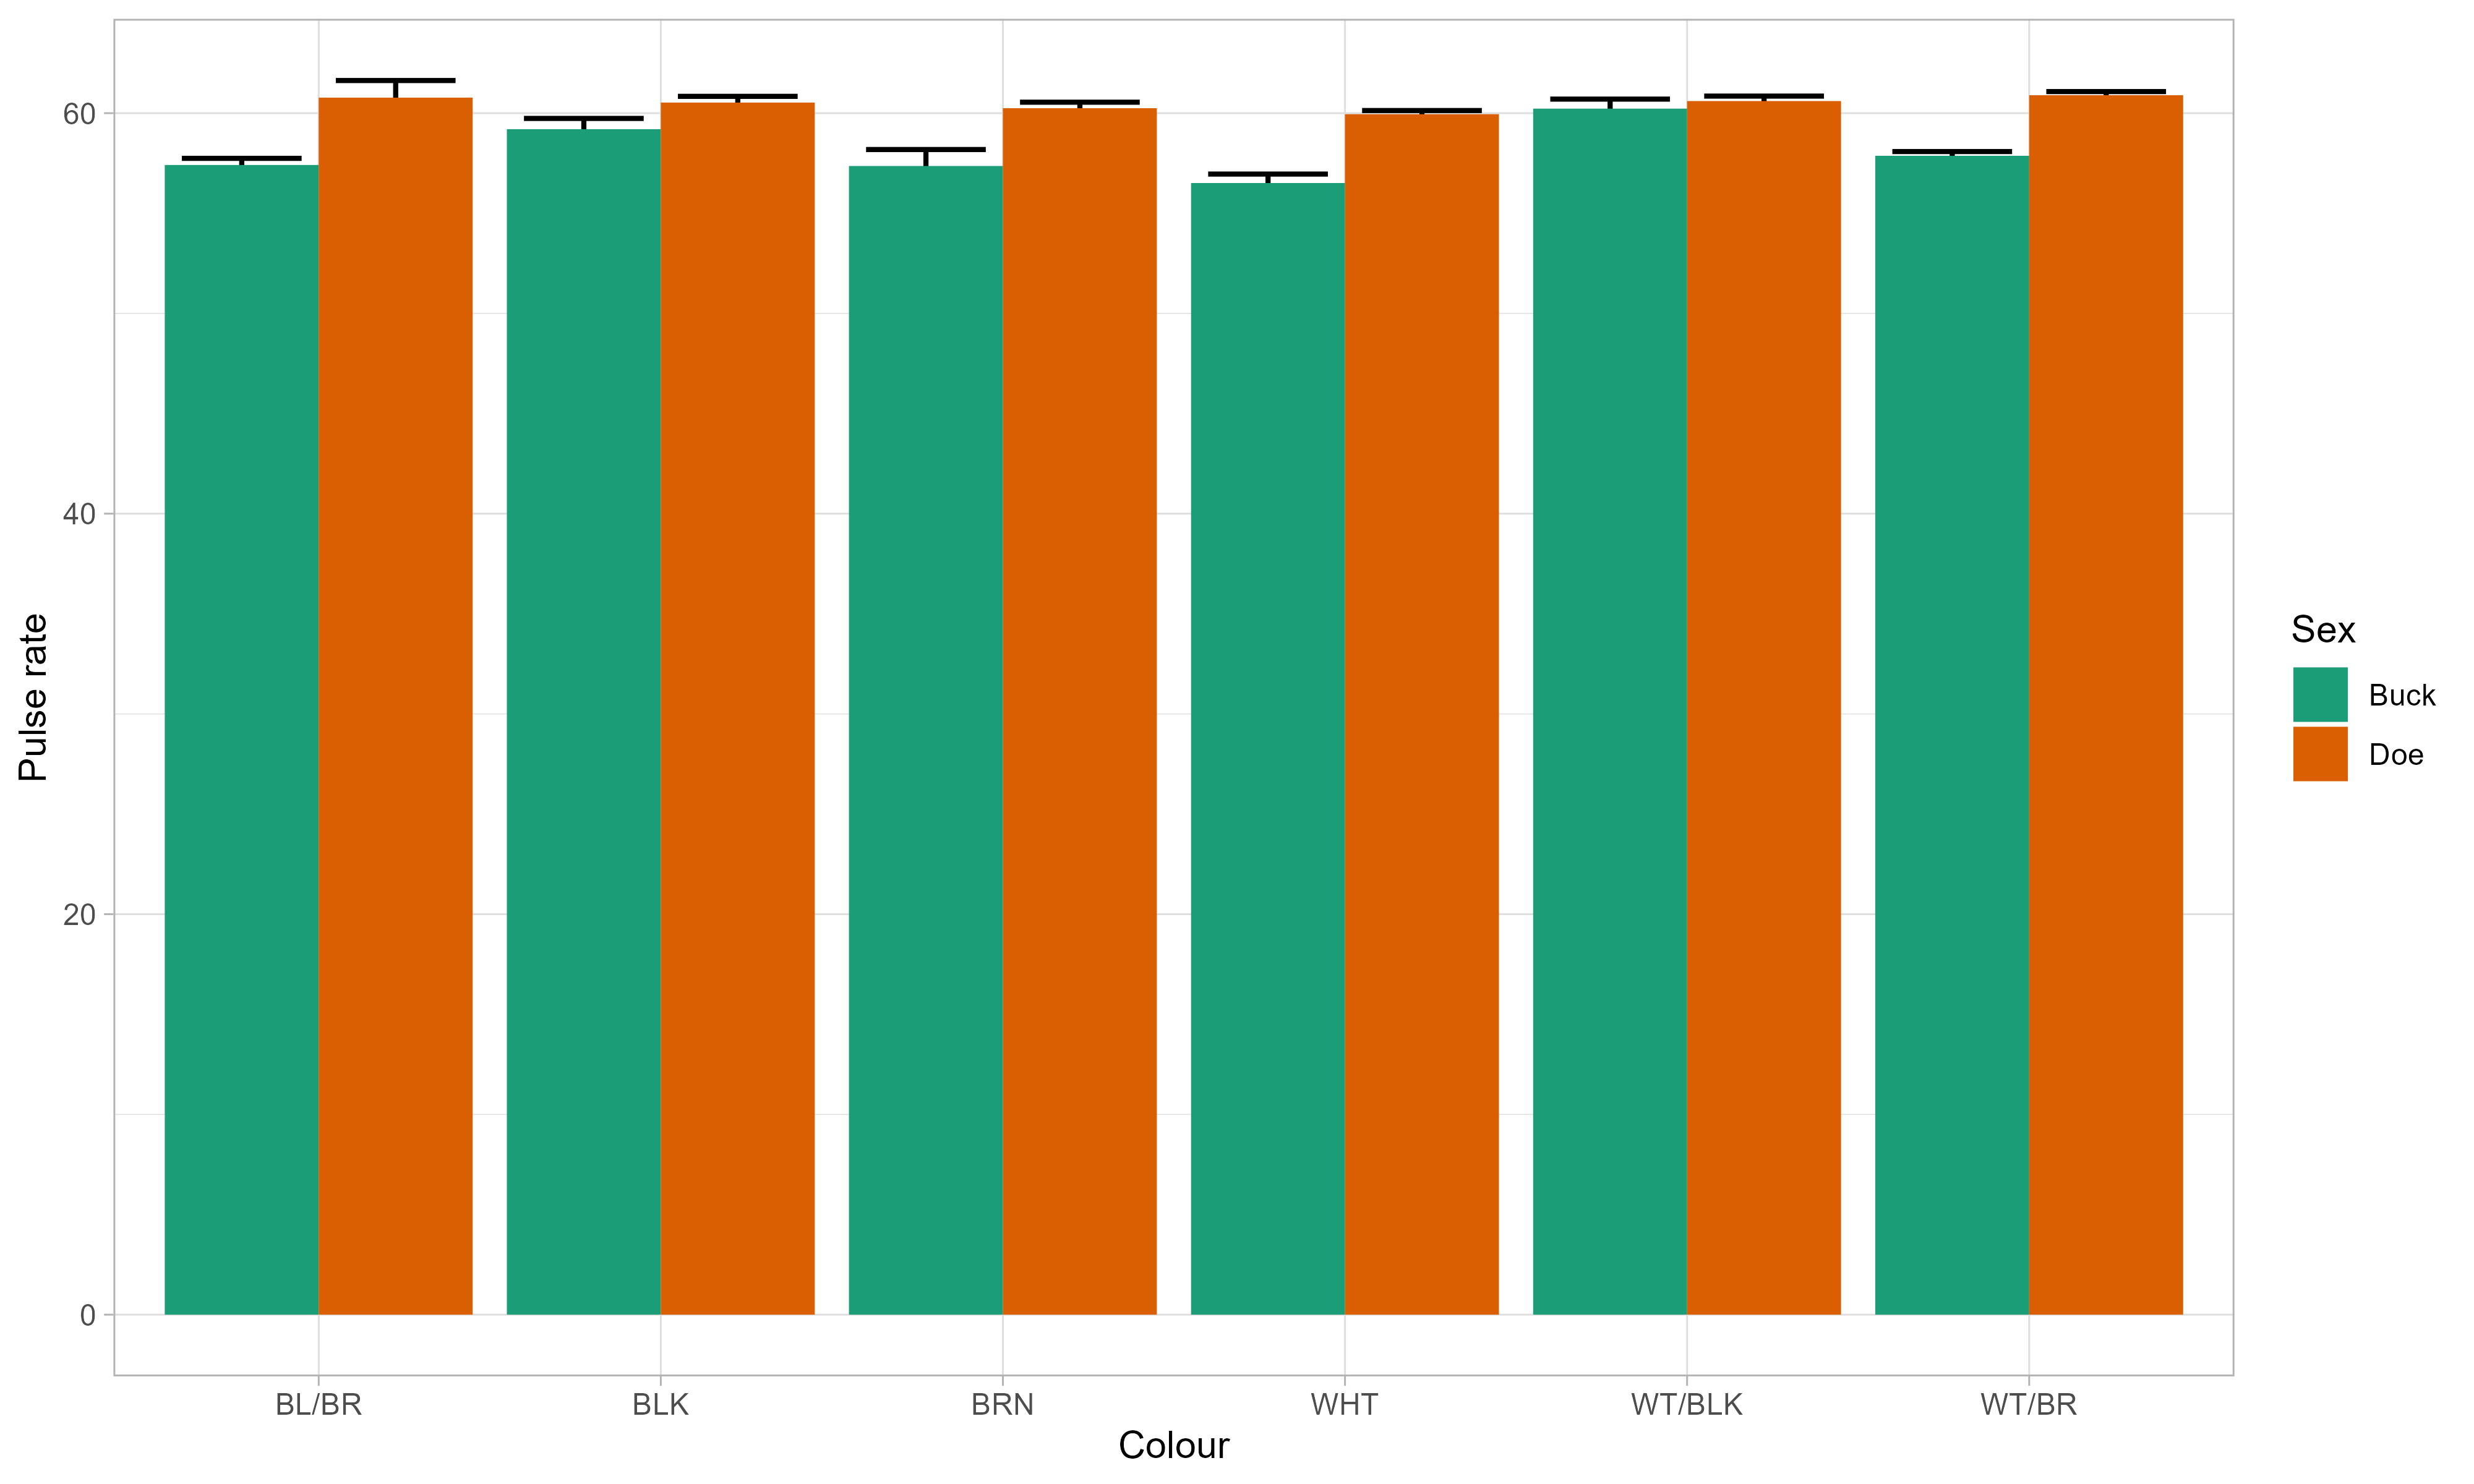 60
40
20
0
Pulse rate
BL/BR
BLK
BRN
WHT
WT/BLK
WT/BR
Colour
Sex
Buck
Doe